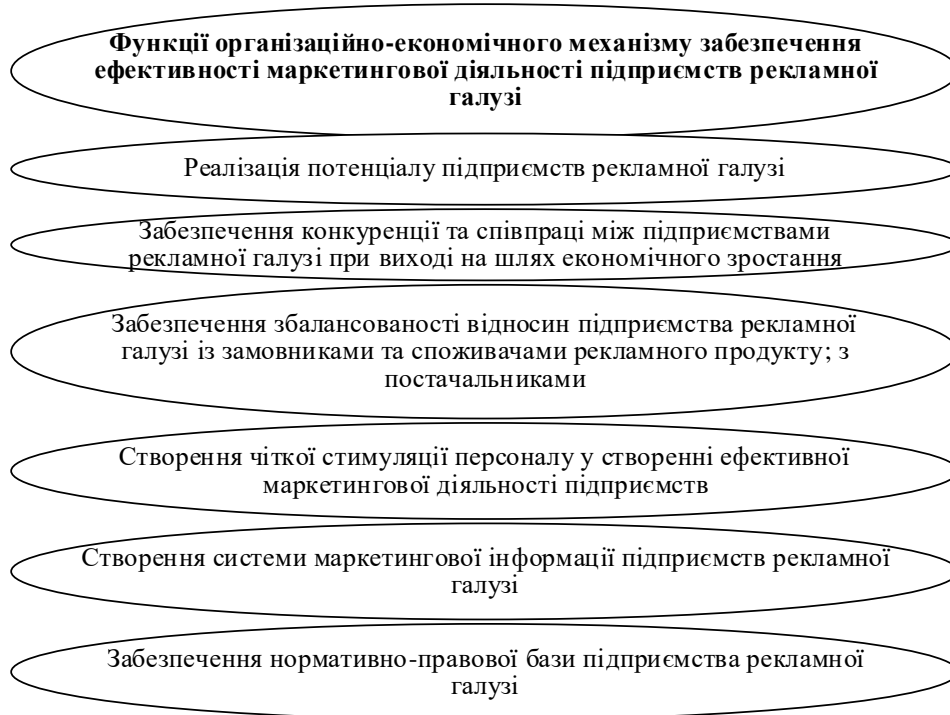 Функції організаційно-економічного механізму забезпечення
ефективності маркетингової діяльності підприємств рекламної
галузі
Реалізація потенціалу підприємств рекламної галузі
Забезпечення конкуренції та співпраці між підприємствами
рекламної галузі при виході на шлях економічного зростання
Забезпечення збалансованості відносин підприємства рекламної
галузі із замовниками та споживачами рекламного продукту; з
постачальниками
Створення чіткої стимуляції персоналу у створенні ефективної
маркетингової діяльності підприємств
Створення системи маркетингової інформації підприємств рекламної
галузі
Забезпечення нормативно-правової бази підприємства рекламної
галузі